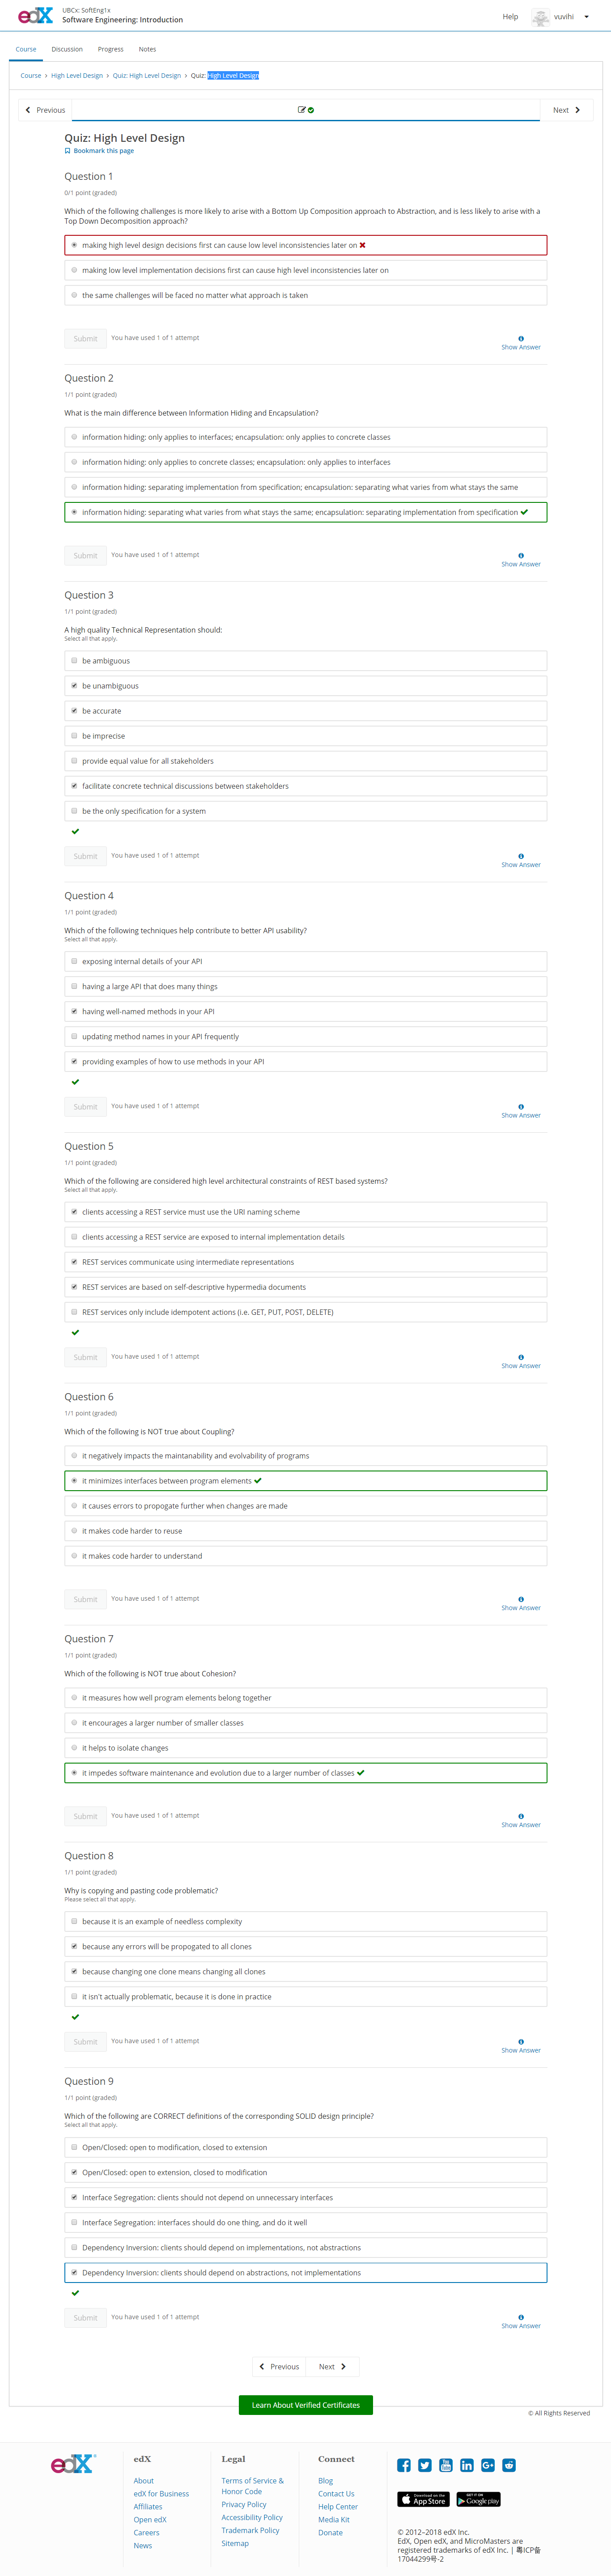 edX
UBCx: SoftEng1x
Software Engineering: Introduction
Help
vuvihi
Course Discussion Progress Notes
Course › High Level Design › Quiz: High Level Design › Quiz: High Level Design
Previous
Next
Quiz: High Level Design
Bookmark this page
Question 1
0/1 point (graded)
Which of the following challenges is more likely to arise with a Bottom Up Composition approach to Abstraction, and is less likely to arise with a
Top Down Decomposition approach?
making high level design decisions first can cause low level inconsistencies later on
making low level implementation decisions first can cause high level inconsistencies later on
the same challenges will be faced no matter what approach is taken
Submit You have used 1 of 1 attempt
Show Answer
Question 2
1/1 point (graded)
What is the main difference between Information Hiding and Encapsulation?
information hiding: only applies to interfaces; encapsulation: only applies to concrete classes
information hiding: only applies to concrete classes; encapsulation: only applies to interfaces
information hiding: separating implementation from specification; encapsulation: separating what varies from what stays the same
information hiding: separating what varies from what stays the same; encapsulation: separating implementation from specification
Submit You have used 1 of 1 attempt
Show Answer
Question 3
1/1 point (graded)
A high quality Technical Representation should:
Select all that apply.
be ambiguous
be unambiguous
be accurate
be imprecise
provide equal value for all stakeholders
facilitate concrete technical discussions between stakeholders
be the only specification for a system
Submit You have used 1 of 1 attempt
Show Answer
Question 4
1/1 point (graded)
Which of the following techniques help contribute to better API usability?
Select all that apply.
exposing internal details of your API
having a large API that does many things
having well-named methods in your API
updating method names in your API frequently
providing examples of how to use methods in your API
Submit You have used 1 of 1 attempt
Show Answer
Question 5
1/1 point (graded)
Which of the following are considered high level architectural constraints of REST based systems?
Select all that apply.
clients accessing a REST service must use the URI naming scheme
clients accessing a REST service are exposed to internal implementation details
REST services communicate using intermediate representations
REST services are based on self-descriptive hypermedia documents
REST services only include idempotent actions (i.e. GET, PUT, POST, DELETE)
Submit You have used 1 of 1 attempt
Show Answer
Question 6
1/1 point (graded)
Which of the following is NOT true about Coupling?
it negatively impacts the maintanability and evolvability of programs
it minimizes interfaces between program elements
it causes errors to propogate further when changes are made
it makes code harder to reuse
it makes code harder to understand
Submit You have used 1 of 1 attempt
Show Answer
Question 7
1/1 point (graded)
Which of the following is NOT true about Cohesion?
it measures how well program elements belong together
it encourages a larger number of smaller classes
it helps to isolate changes
it impedes software maintenance and evolution due to a larger number of classes
Submit You have used 1 of 1 attempt
Show Answer
Question 8
1/1 point (graded)
Why is copying and pasting code problematic?
Please select all that apply.
because it is an example of needless complexity
because any errors will be propogated to all clones
because changing one clone means changing all clones
it isn't actually problematic, because it is done in practice
Submit You have used 1 of 1 attempt
Show Answer
Question 9
1/1 point (graded)
Which of the following are CORRECT definitions of the corresponding SOLID design principle?
Select all that apply.
Open/Closed: open to modification, closed to extension
Open/Closed: open to extension, closed to modification
Interface Segregation: clients should not depend on unnecessary interfaces
Interface Segregation: interfaces should do one thing, and do it well
Dependency Inversion: clients should depend on implementations, not abstractions
Dependency Inversion: clients should depend on abstractions, not implementations
Submit You have used 1 of 1 attempt
Show Answer
Previous Next
Learn About Verified Certificates
© All Rights Reserved
edX
edX
About
edX for Business
Affiliates
Open edX
Careers
News
Legal
Terms of Service &
Honor Code
Privacy Policy
Accessibility Policy
Trademark Policy
Sitemap
Connect
Blog
Contact Us
Help Center
Media Kit
Donate
Download on the
App Store
GET IT ON
Google play
© 2012–2018 edX Inc.
EdX, Open edX, and MicroMasters are
registered trademarks of edX Inc. | 粤ICP备
17044299号-2